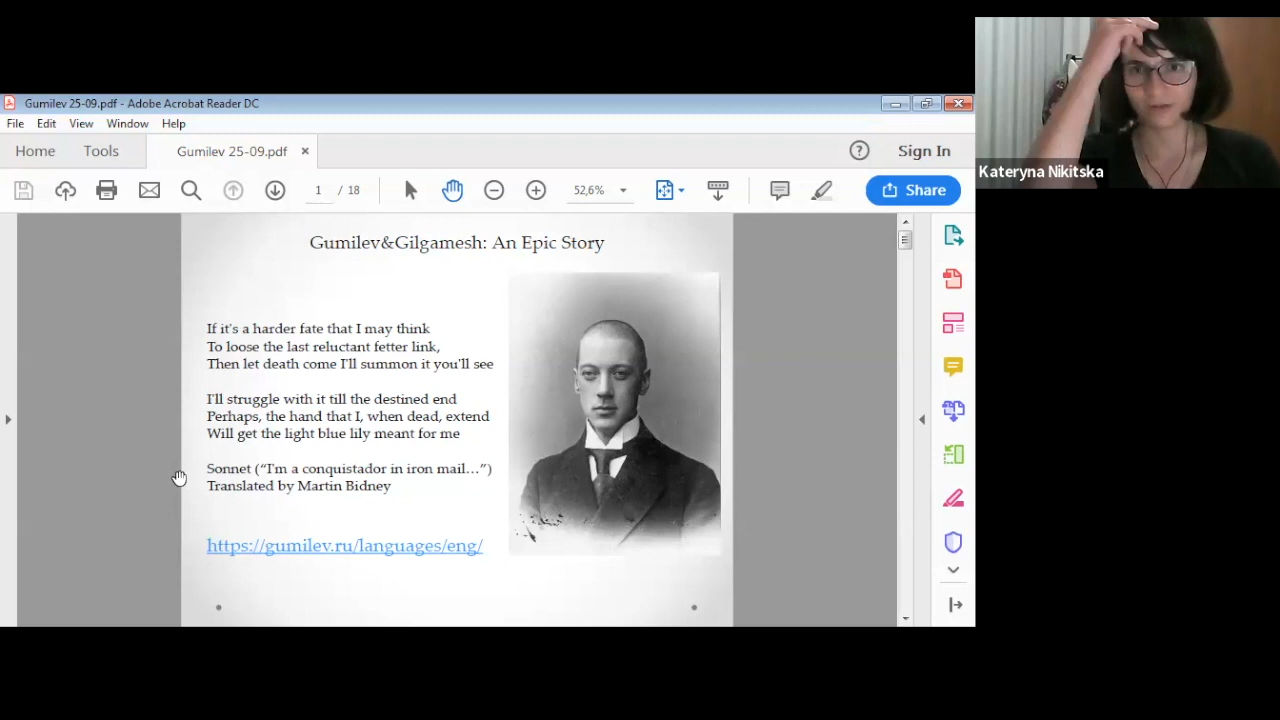 Gumilev 25-09.pdf - Adobe Acrobat Reader DC
File Edit View Window Help
Home Tools Gumilev 25-09.pdf × ? Sign In
1 / 18 52,6% Share
Gumilev&Gilgamesh: An Epic Story
If it's a harder fate that I may think
To loose the last reluctant fetter link,
Then let death come I'll summon it you'll see
I'll struggle with it till the destined end
Perhaps, the hand that I, when dead, extend
Will get the light blue lily meant for me
Sonnet (“I'm a conquistador in iron mail…”)
Translated by Martin Bidney
https://gumilev.ru/languages/eng/
Kateryna Nikitska